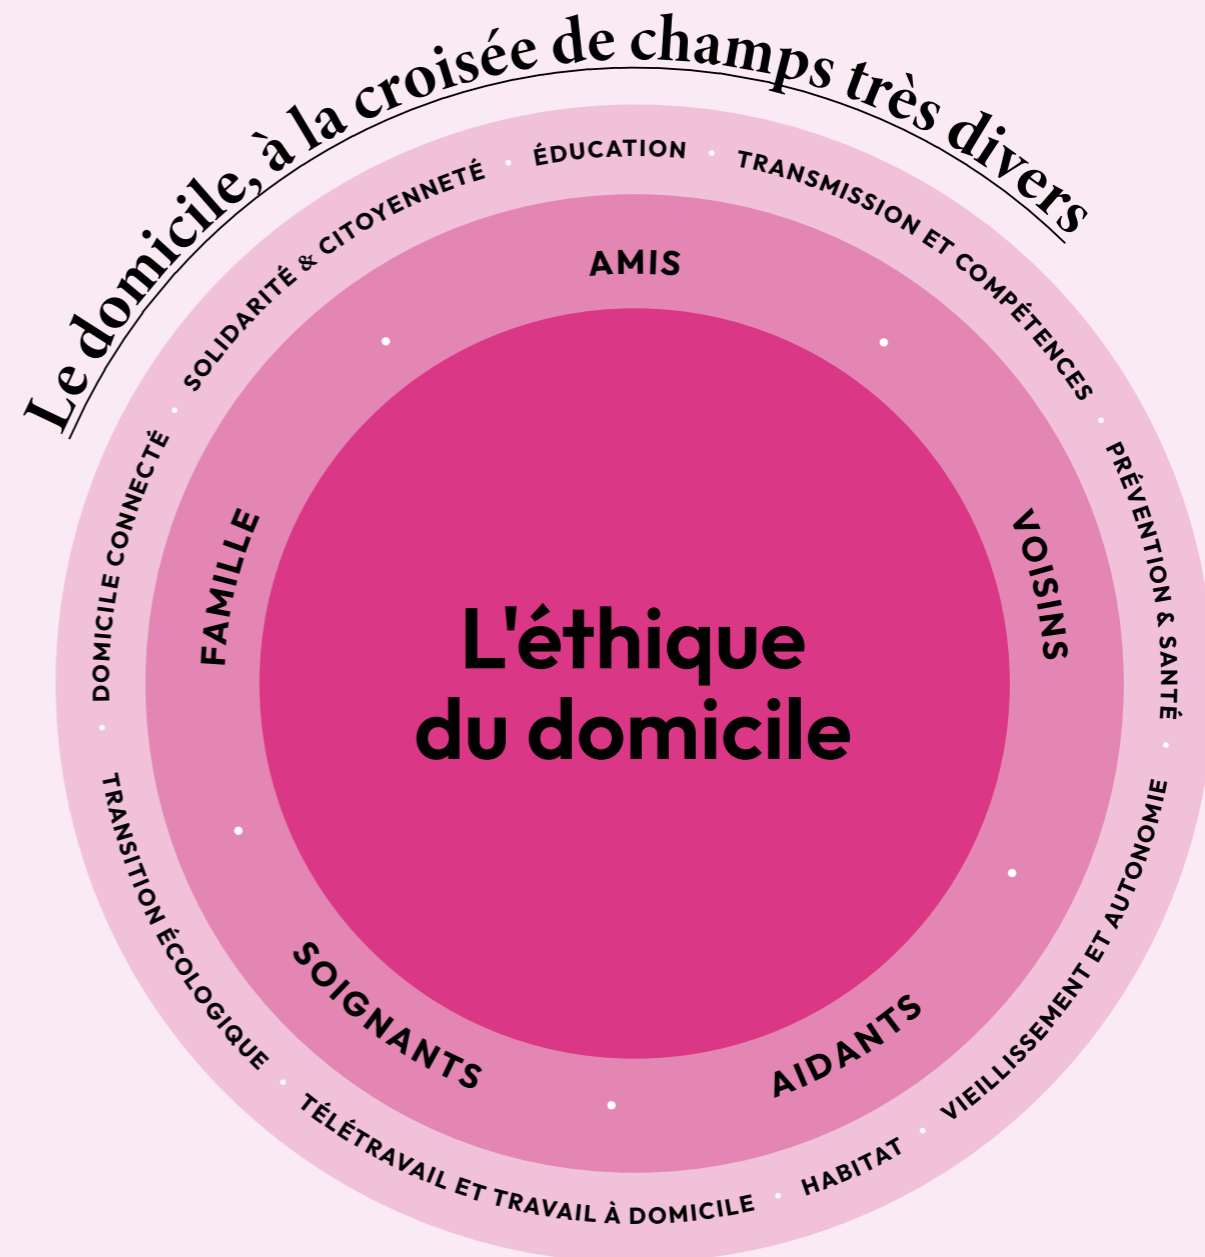 Le domicile, à la croisée de champs très divers
ÉDUCATION
TRANSMISSION ET COMPÉTENCES
PRÉVENTION & SANTÉ
VIEILLISSEMENT ET AUTONOMIE
HABITAT
TÉLÉTRAVAIL ET TRAVAIL À DOMICILE
TRANSITION ÉCOLOGIQUE
DOMICILE CONNECTÉ
SOLIDARITÉ & CITOYENNETÉ
AMIS
VOISINS
AIDANTS
SOIGNANTS
FAMILLE
L'éthique
du domicile